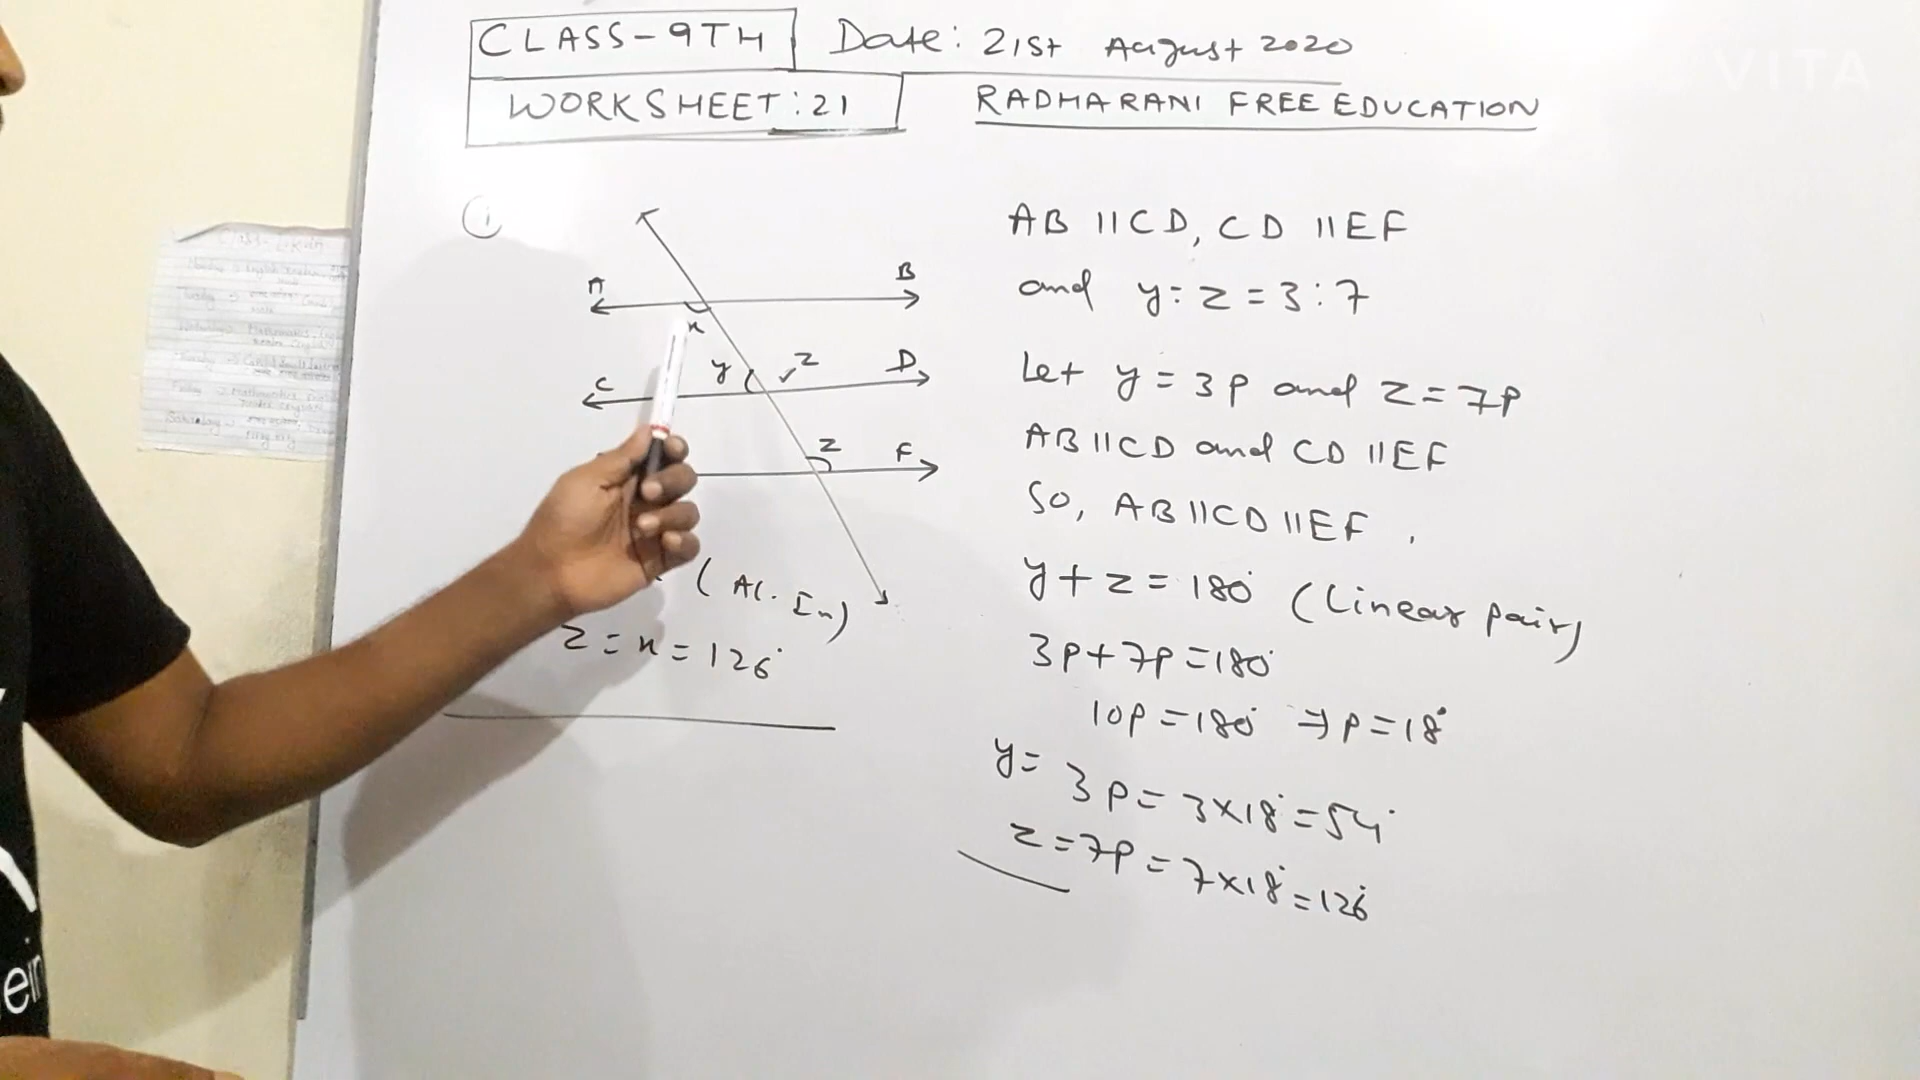 CLASS-9TH Date: 21st August 2020
WORKSHEET:21 RADHARANI FREE EDUCATION
VITA
①
A B
x
y z D
C
z F
(Al. In)
z = x = 126°
AB || CD, CD || EF
and y:z = 3:7
Let y = 3p and z = 7p
AB || CD and CD || EF
So, AB || CD || EF,
y + z = 180° (Linear pair)
3p + 7p = 180°
10p = 180° ⇒ p = 18°
y =
3p = 3×18° = 54°
z = 7p = 7×18° = 126°